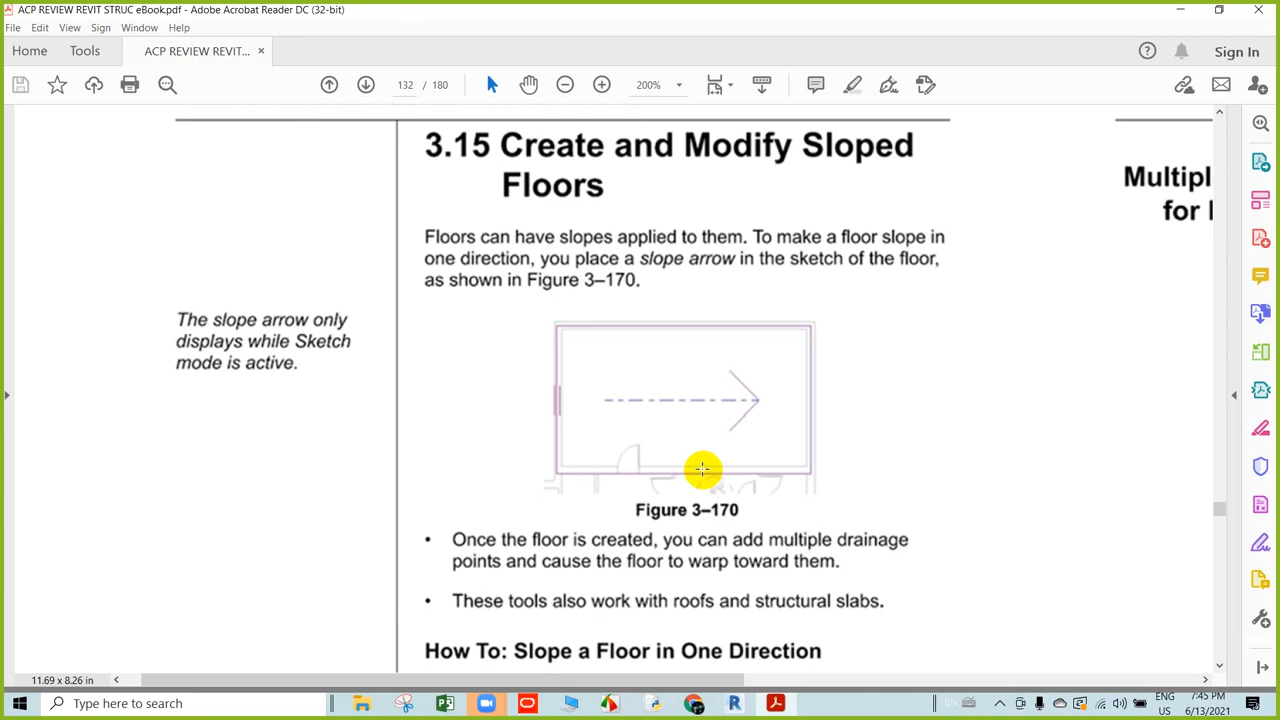 ACP REVIEW REVIT STRUC eBook.pdf - Adobe Acrobat Reader DC (32-bit)
File Edit View Sign Window Help
Home Tools ACP REVIEW REVIT... × Sign In
132 / 180 200%
3.15 Create and Modify Sloped
Floors
Multipl
for
Floors can have slopes applied to them. To make a floor slope in
one direction, you place a slope arrow in the sketch of the floor,
as shown in Figure 3–170.
The slope arrow only
displays while Sketch
mode is active.
Figure 3–170
• Once the floor is created, you can add multiple drainage
points and cause the floor to warp toward them.
• These tools also work with roofs and structural slabs.
How To: Slope a Floor in One Direction
11.69 x 8.26 in
Type here to search
ENG
US
7:45 PM
6/13/2021